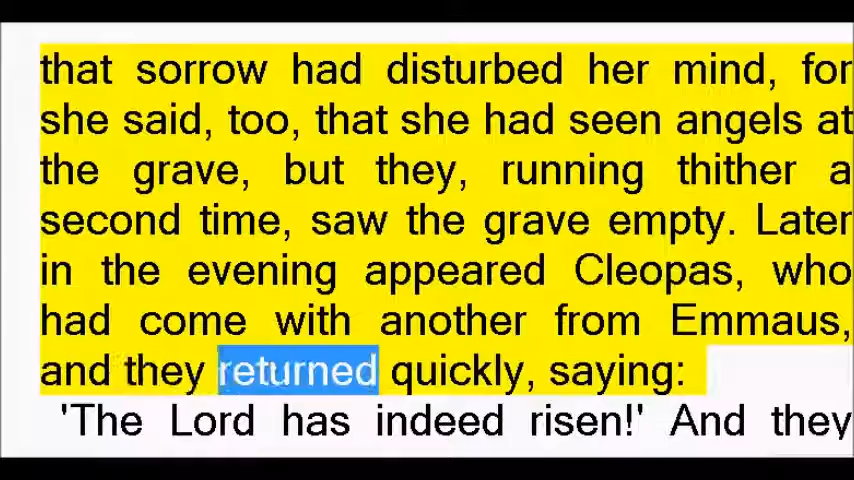 that sorrow had disturbed her mind, for
she said, too, that she had seen angels at
the grave, but they, running thither a
second time, saw the grave empty. Later
in the evening appeared Cleopas, who
had come with another from Emmaus,
and they returned quickly, saying:
'The Lord has indeed risen!' And they